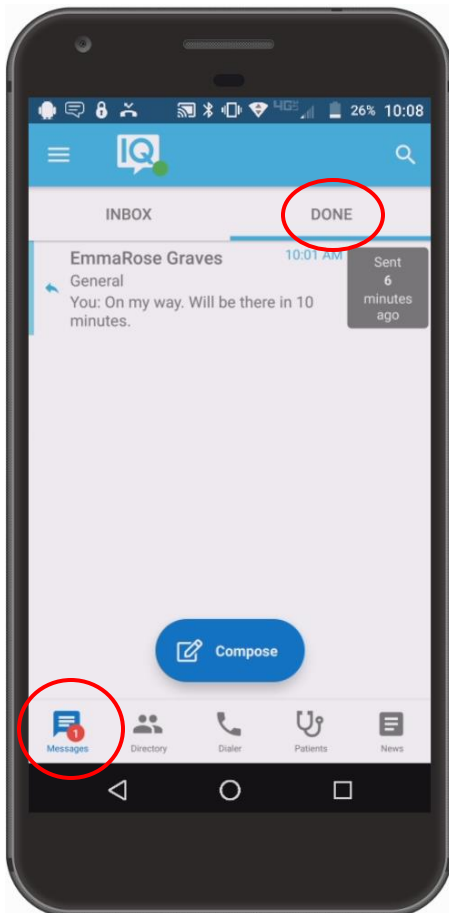 4G 26% 10:08
IQ
INBOX DONE
EmmaRose Graves 10:01 AM
General
You: On my way. Will be there in 10
minutes.
Sent
6
minutes
ago
Compose
1
Messages Directory Dialer Patients News